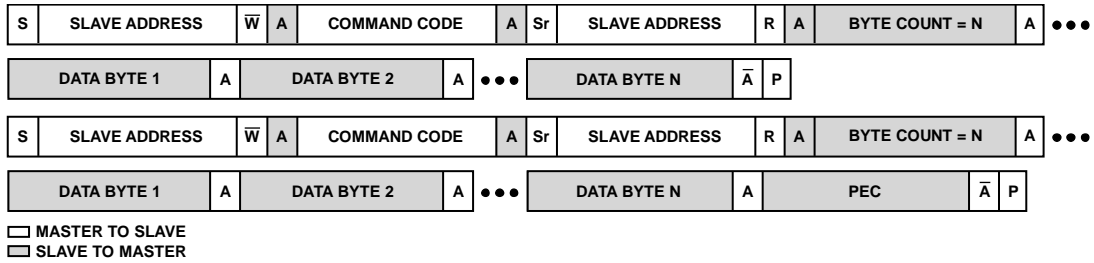 S SLAVE ADDRESS W̅ A COMMAND CODE A Sr SLAVE ADDRESS R A BYTE COUNT = N A •••
DATA BYTE 1 A DATA BYTE 2 A ••• DATA BYTE N A̅ P
S SLAVE ADDRESS W̅ A COMMAND CODE A Sr SLAVE ADDRESS R A BYTE COUNT = N A •••
DATA BYTE 1 A DATA BYTE 2 A ••• DATA BYTE N A PEC A̅ P
MASTER TO SLAVE
SLAVE TO MASTER